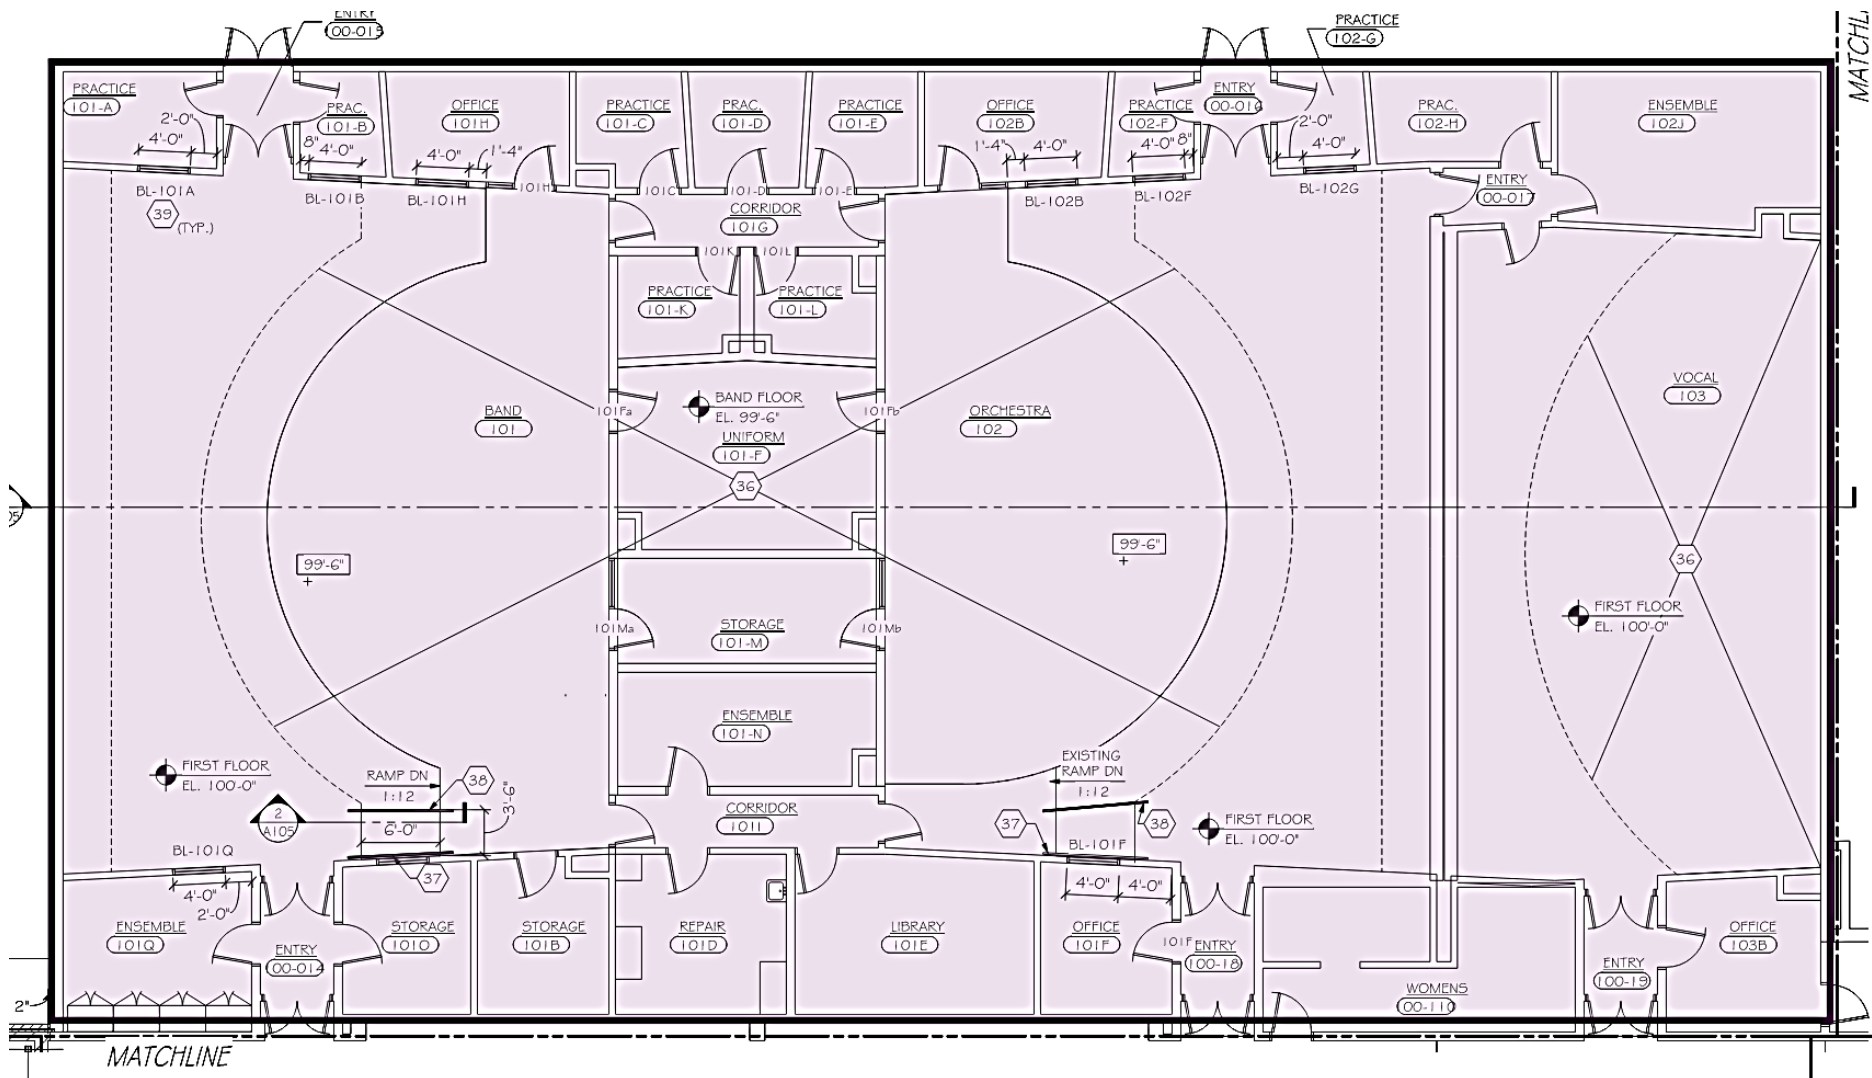 ENTRY
00-015
PRACTICE
102-G
PRACTICE
101-A
2'-0"
4'-0"
BL-101A
39
(TYP.)
PRAC.
101-B
8"
4'-0"
BL-101B
OFFICE
101H
4'-0"
1'-4"
BL-101H
101H
PRACTICE
101-C
101C
PRAC.
101-D
101-D
PRACTICE
101-E
101-E
OFFICE
102B
1'-4"
4'-0"
BL-102B
PRACTICE
102-F
4'-0"
8"
BL-102F
ENTRY
00-016
2'-0"
4'-0"
BL-102G
PRAC.
102-H
ENSEMBLE
102J
ENTRY
00-017
CORRIDOR
101G
101K
101L
PRACTICE
101-K
PRACTICE
101-L
BAND
101
101Fa
BAND FLOOR
EL. 99'-6"
UNIFORM
101-F
101Fb
36
ORCHESTRA
102
VOCAL
103
99'-6"
99'-6"
36
FIRST FLOOR
EL. 100'-0"
101Ma
STORAGE
101-M
101Mb
ENSEMBLE
101-N
FIRST FLOOR
EL. 100'-0"
RAMP DN
1:12
38
3'-6"
2
A105
6'-0"
37
CORRIDOR
101I
EXISTING
RAMP DN
1:12
37
38
FIRST FLOOR
EL. 100'-0"
BL-101Q
4'-0"
2'-0"
BL-101F
4'-0"
4'-0"
ENSEMBLE
101Q
ENTRY
00-014
STORAGE
101O
STORAGE
101B
REPAIR
101D
LIBRARY
101E
OFFICE
101F
101F
ENTRY
100-18
WOMENS
00-110
ENTRY
100-19
OFFICE
103B
2"
MATCHLINE